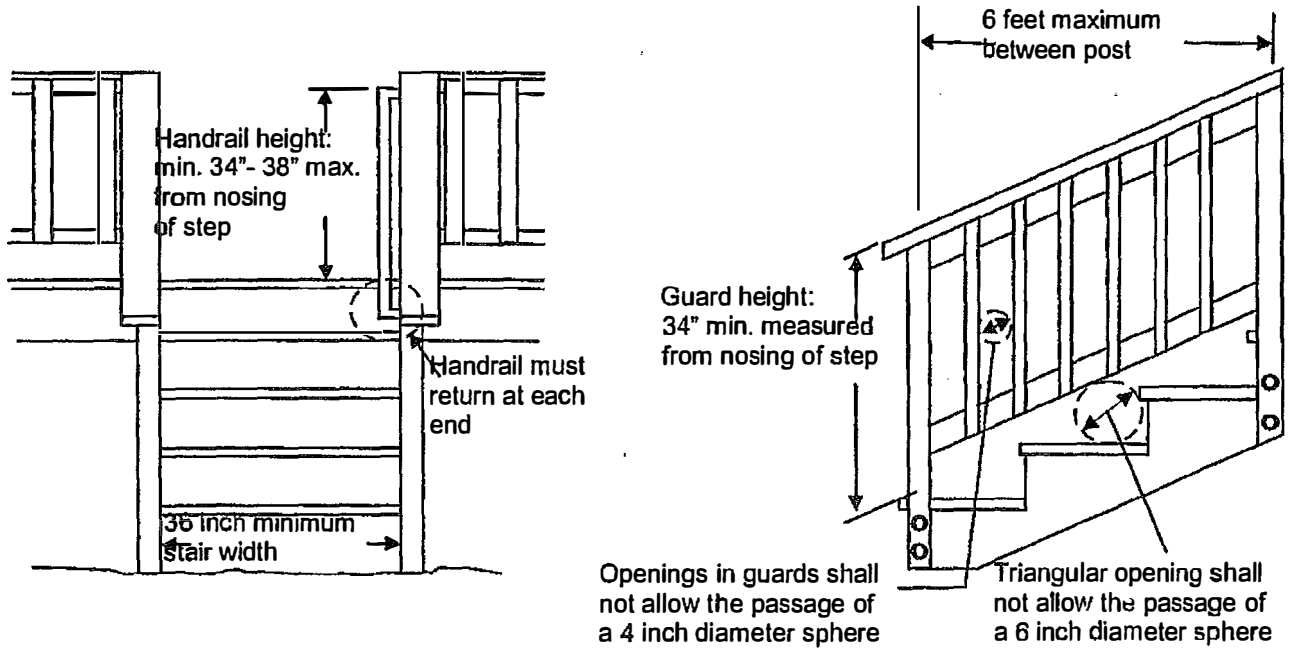 6 feet maximum
between post
Handrail height:
min. 34"- 38" max.
from nosing
of step
Guard height:
34" min. measured
from nosing of step
Handrail must
return at each
end
36 inch minimum
stair width
Openings in guards shall
not allow the passage of
a 4 inch diameter sphere
Triangular opening shall
not allow the passage of
a 6 inch diameter sphere